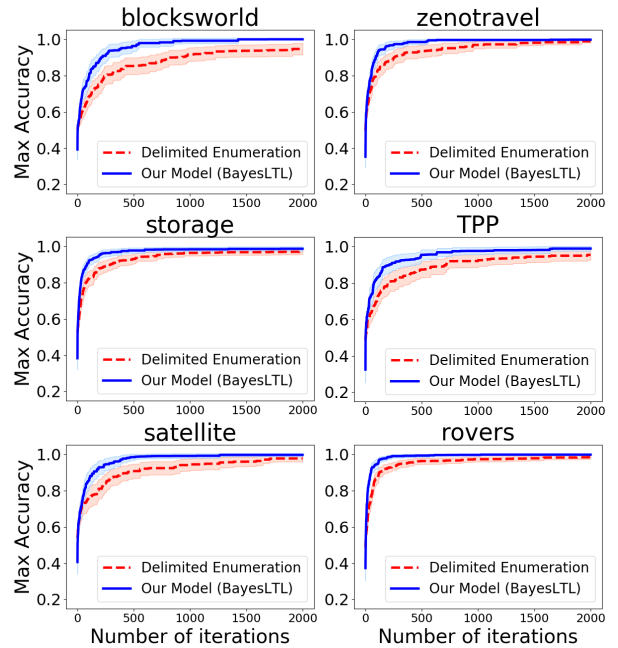 blocksworld
Max Accuracy
1.0
0.8
0.6
0.4
0.2
Delimited Enumeration
Our Model (BayesLTL)
0 500 1000 1500 2000
zenotravel
1.0
0.8
0.6
0.4
0.2
Delimited Enumeration
Our Model (BayesLTL)
0 500 1000 1500 2000
storage
Max Accuracy
1.0
0.8
0.6
0.4
0.2
Delimited Enumeration
Our Model (BayesLTL)
0 500 1000 1500 2000
TPP
1.0
0.8
0.6
0.4
0.2
Delimited Enumeration
Our Model (BayesLTL)
0 500 1000 1500 2000
satellite
Max Accuracy
1.0
0.8
0.6
0.4
0.2
Delimited Enumeration
Our Model (BayesLTL)
0 500 1000 1500 2000
Number of iterations
rovers
1.0
0.8
0.6
0.4
0.2
Delimited Enumeration
Our Model (BayesLTL)
0 500 1000 1500 2000
Number of iterations